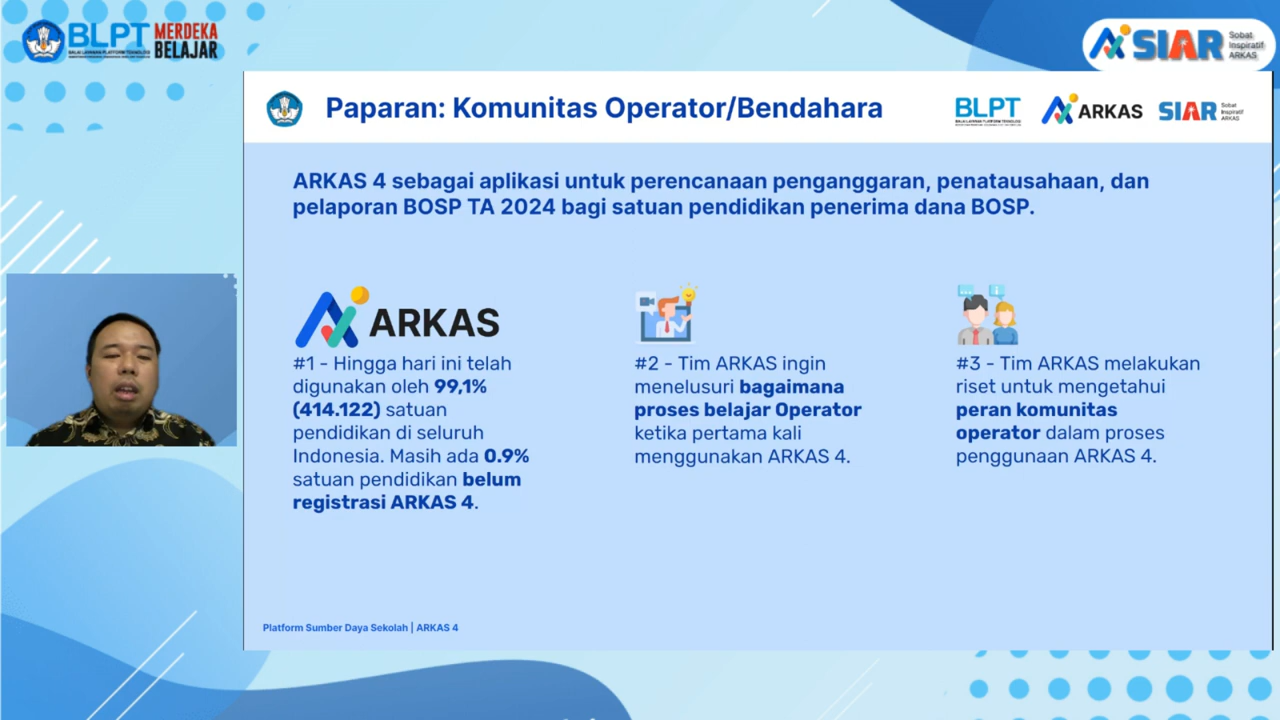 BLPT MERDEKA BELAJAR
BALAI LAYANAN PLATFORM TEKNOLOGI
SIAR Sobat Inspiratif ARKAS
Paparan: Komunitas Operator/Bendahara
BLPT
ARKAS
SIAR Sobat Inspiratif ARKAS
ARKAS 4 sebagai aplikasi untuk perencanaan penganggaran, penatausahaan, dan
pelaporan BOSP TA 2024 bagi satuan pendidikan penerima dana BOSP.
ARKAS
#1 - Hingga hari ini telah
digunakan oleh 99,1%
(414.122) satuan
pendidikan di seluruh
Indonesia. Masih ada 0.9%
satuan pendidikan belum
registrasi ARKAS 4.
#2 - Tim ARKAS ingin
menelusuri bagaimana
proses belajar Operator
ketika pertama kali
menggunakan ARKAS 4.
#3 - Tim ARKAS melakukan
riset untuk mengetahui
peran komunitas
operator dalam proses
penggunaan ARKAS 4.
Platform Sumber Daya Sekolah | ARKAS 4